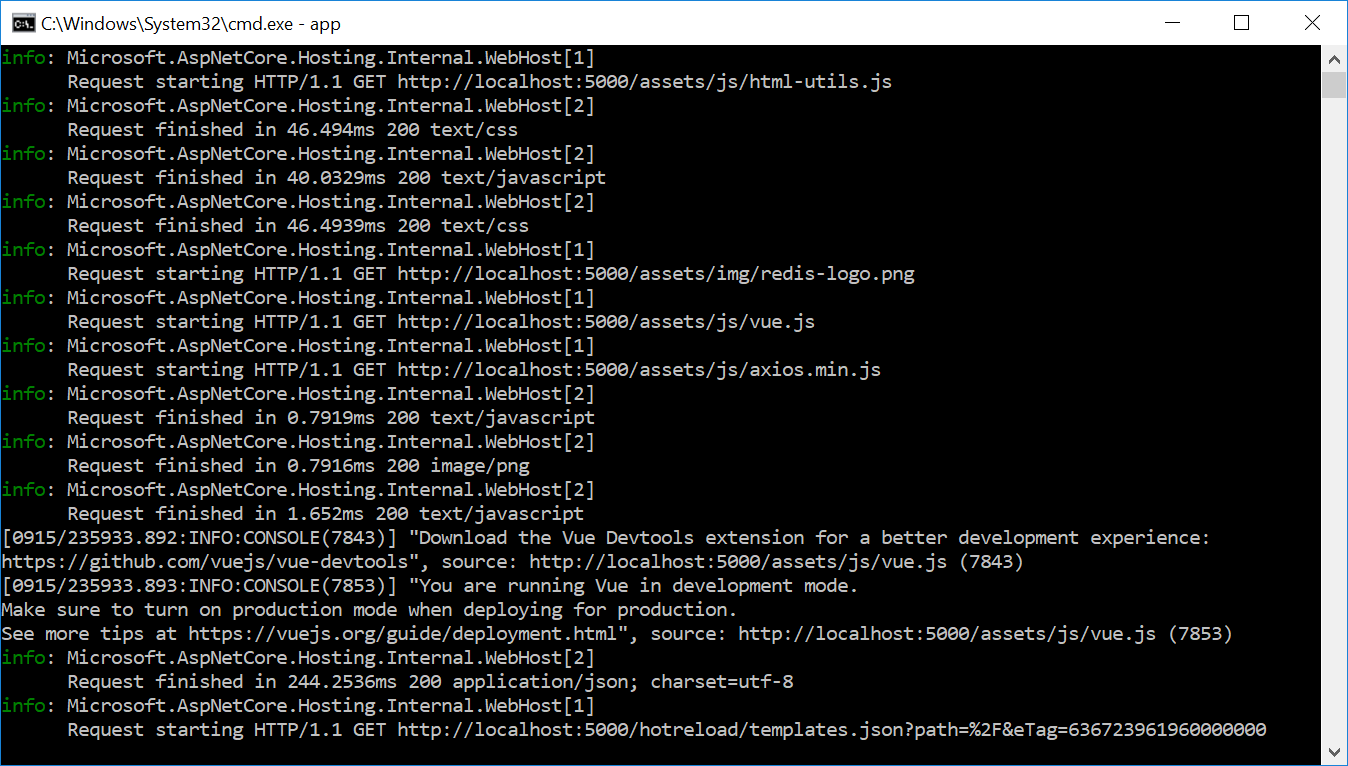 C:\Windows\System32\cmd.exe - app
info: Microsoft.AspNetCore.Hosting.Internal.WebHost[1]
Request starting HTTP/1.1 GET http://localhost:5000/assets/js/html-utils.js
info: Microsoft.AspNetCore.Hosting.Internal.WebHost[2]
Request finished in 46.494ms 200 text/css
info: Microsoft.AspNetCore.Hosting.Internal.WebHost[2]
Request finished in 40.0329ms 200 text/javascript
info: Microsoft.AspNetCore.Hosting.Internal.WebHost[2]
Request finished in 46.4939ms 200 text/css
info: Microsoft.AspNetCore.Hosting.Internal.WebHost[1]
Request starting HTTP/1.1 GET http://localhost:5000/assets/img/redis-logo.png
info: Microsoft.AspNetCore.Hosting.Internal.WebHost[1]
Request starting HTTP/1.1 GET http://localhost:5000/assets/js/vue.js
info: Microsoft.AspNetCore.Hosting.Internal.WebHost[1]
Request starting HTTP/1.1 GET http://localhost:5000/assets/js/axios.min.js
info: Microsoft.AspNetCore.Hosting.Internal.WebHost[2]
Request finished in 0.7919ms 200 text/javascript
info: Microsoft.AspNetCore.Hosting.Internal.WebHost[2]
Request finished in 0.7916ms 200 image/png
info: Microsoft.AspNetCore.Hosting.Internal.WebHost[2]
Request finished in 1.652ms 200 text/javascript
[0915/235933.892:INFO:CONSOLE(7843)] "Download the Vue Devtools extension for a better development experience:
https://github.com/vuejs/vue-devtools", source: http://localhost:5000/assets/js/vue.js (7843)
[0915/235933.893:INFO:CONSOLE(7853)] "You are running Vue in development mode.
Make sure to turn on production mode when deploying for production.
See more tips at https://vuejs.org/guide/deployment.html", source: http://localhost:5000/assets/js/vue.js (7853)
info: Microsoft.AspNetCore.Hosting.Internal.WebHost[2]
Request finished in 244.2536ms 200 application/json; charset=utf-8
info: Microsoft.AspNetCore.Hosting.Internal.WebHost[1]
Request starting HTTP/1.1 GET http://localhost:5000/hotreload/templates.json?path=%2F&eTag=636723961960000000